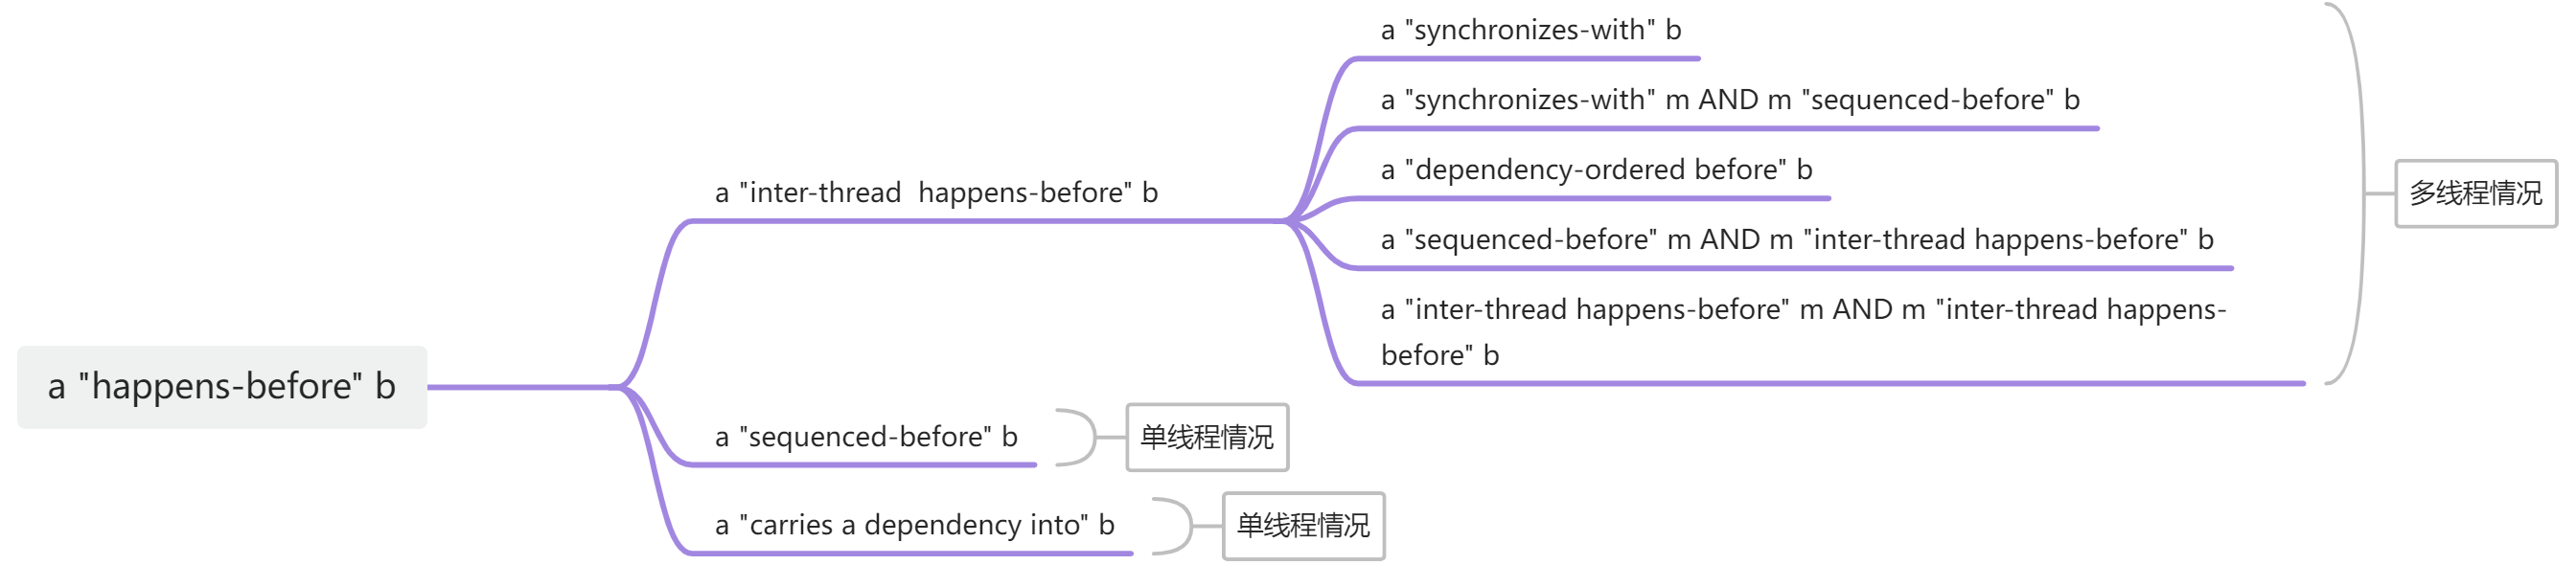 a "synchronizes-with" b
a "synchronizes-with" m AND m "sequenced-before" b
a "dependency-ordered before" b
a "inter-thread  happens-before" b
多线程情况
a "sequenced-before" m AND m "inter-thread happens-before" b
a "inter-thread happens-before" m AND m "inter-thread happens-
before" b
a "happens-before" b
a "sequenced-before" b
单线程情况
a "carries a dependency into" b
单线程情况